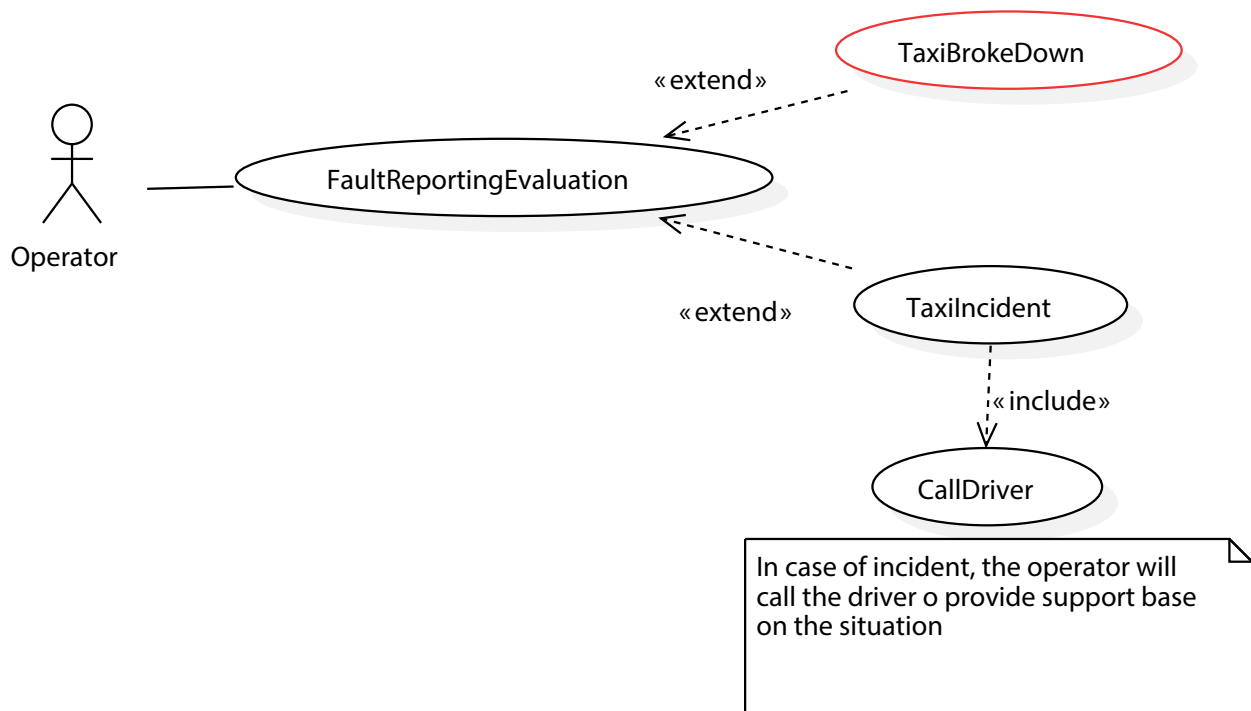 TaxiBrokeDown
«extend»
FaultReportingEvaluation
Operator
«extend»
TaxiIncident
«include»
CallDriver
In case of incident, the operator will
call the driver o provide support base
on the situation